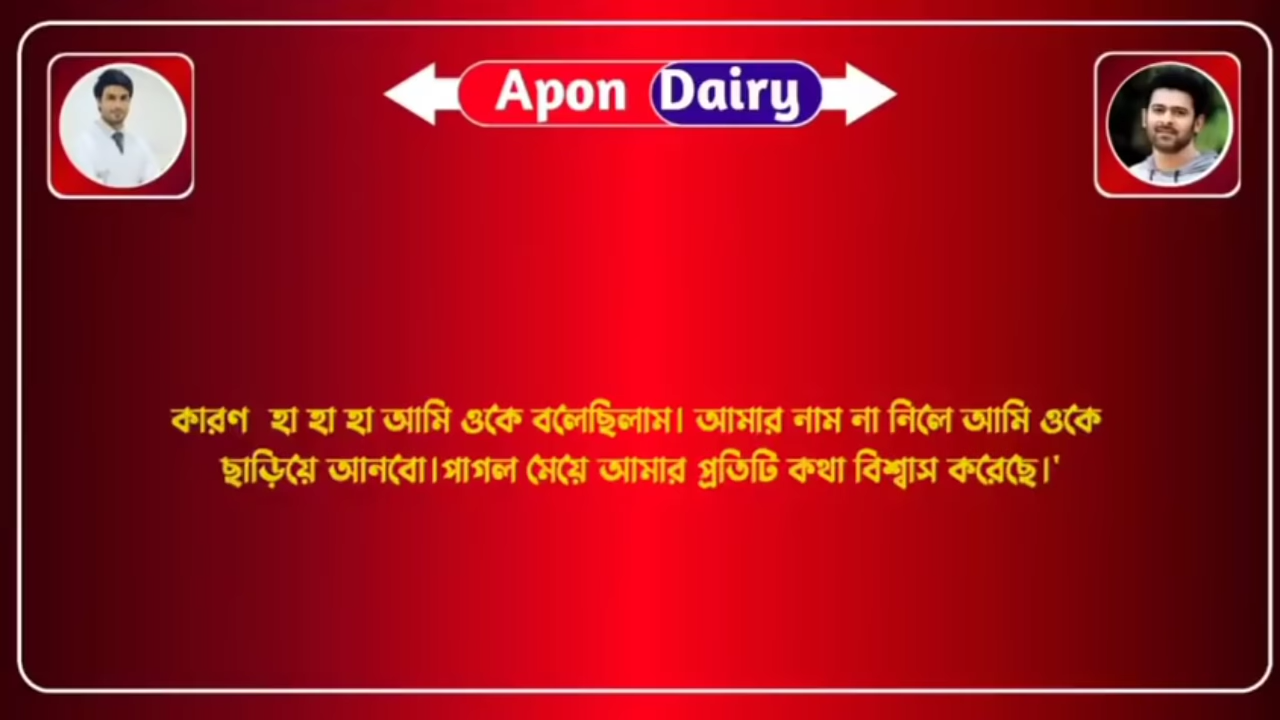 Apon Dairy
কারণ হা হা হা আমি ওকে বলেছিলাম। আমার নাম না নিলে আমি ওকে
ছাড়িয়ে আনবো।পাগল মেয়ে আমার প্রতিটি কথা বিশ্বাস করেছে।'